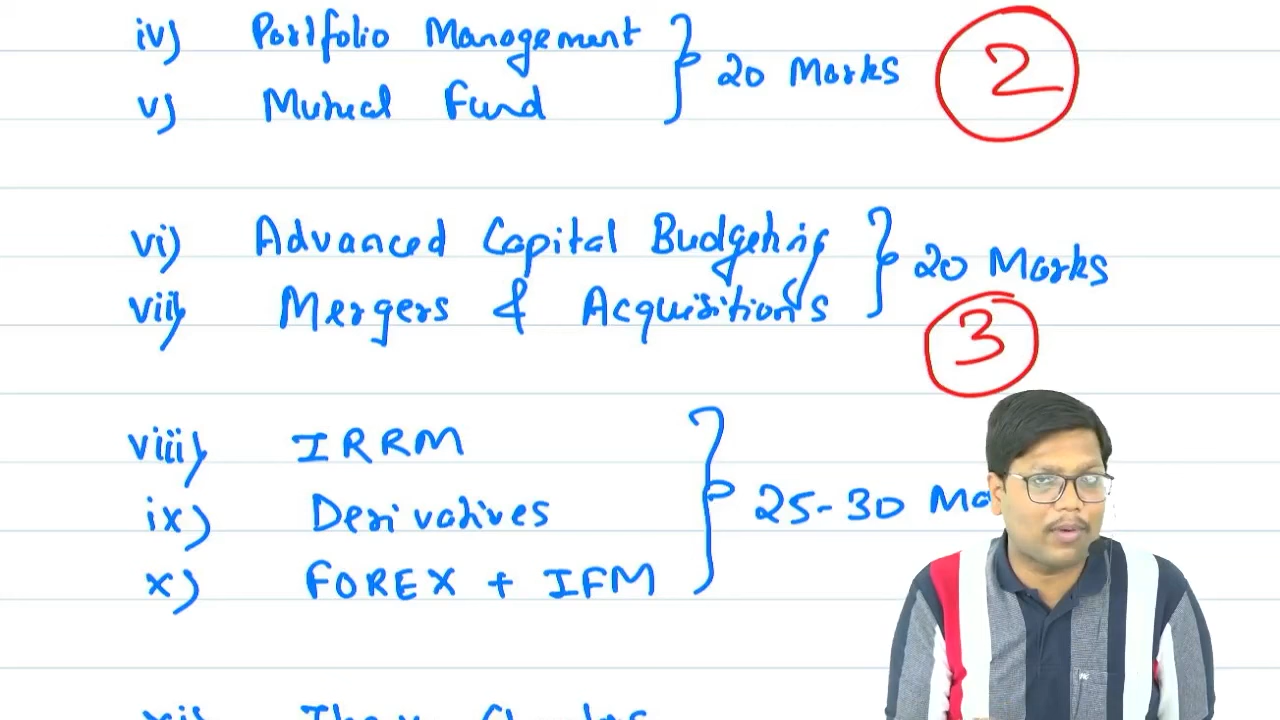 iv) Portfolio Management
v) Mutual Fund
20 Marks
2
vi) Advanced Capital Budgeting
vii) Mergers & Acquisitions
20 Marks
3
viii) IRRM
ix) Derivatives
x) FOREX + IFM
25-30 Ma